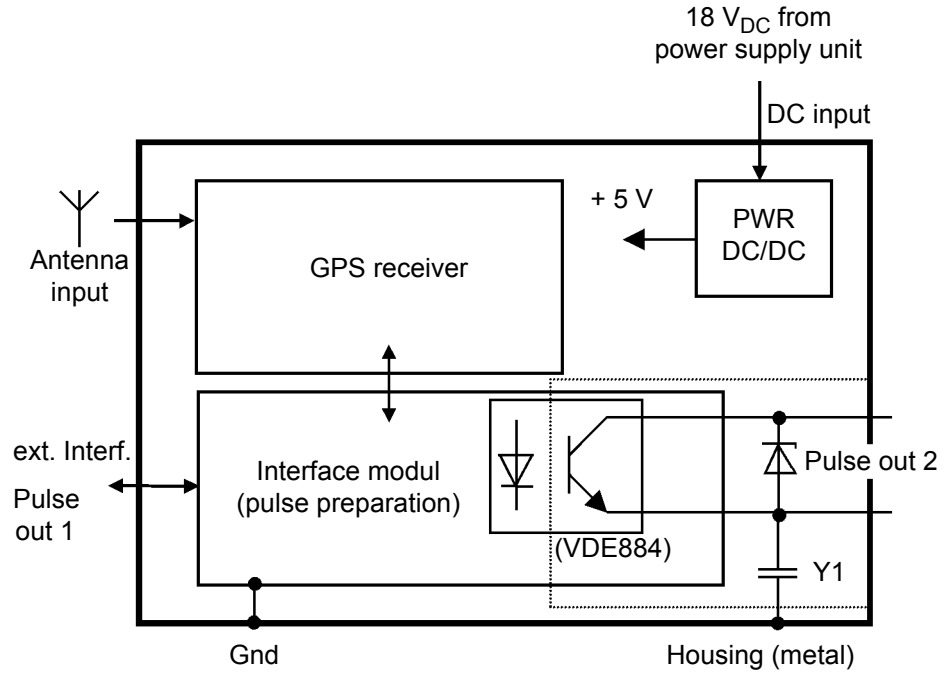 18 V_DC from
power supply unit
DC input
+ 5 V
PWR
DC/DC
Antenna
input
GPS receiver
ext. Interf.
Pulse
out 1
Interface modul
(pulse preparation)
(VDE884)
Pulse out 2
Y1
Gnd
Housing (metal)